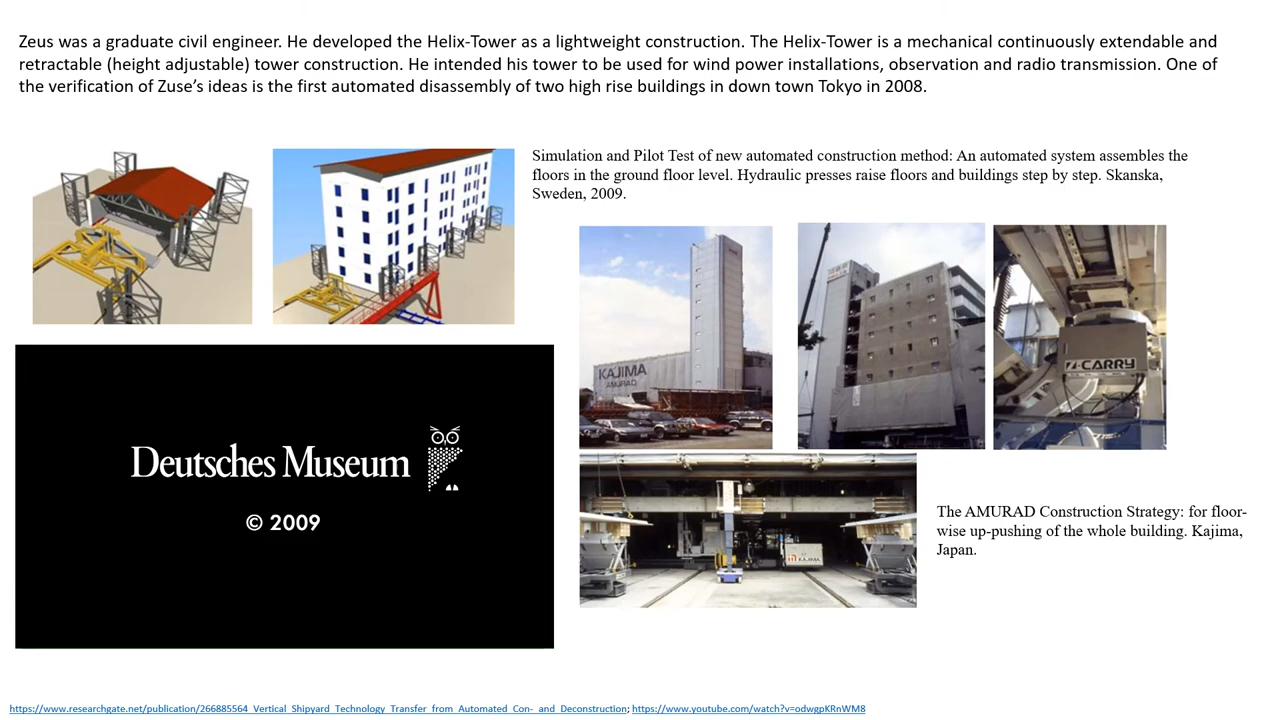 Zeus was a graduate civil engineer. He developed the Helix-Tower as a lightweight construction. The Helix-Tower is a mechanical continuously extendable and
retractable (height adjustable) tower construction. He intended his tower to be used for wind power installations, observation and radio transmission. One of
the verification of Zuse’s ideas is the first automated disassembly of two high rise buildings in down town Tokyo in 2008.
Simulation and Pilot Test of new automated construction method: An automated system assembles the
floors in the ground floor level. Hydraulic presses raise floors and buildings step by step. Skanska,
Sweden, 2009.
KAJIMA
AMURAD
Z-CARRY
Deutsches Museum
© 2009
KAJIMA
The AMURAD Construction Strategy: for floor-
wise up-pushing of the whole building. Kajima,
Japan.
https://www.researchgate.net/publication/266885564_Vertical_Shipyard_Technology_Transfer_from_Automated_Con-_and_Deconstruction; https://www.youtube.com/watch?v=odwgpKRnWM8